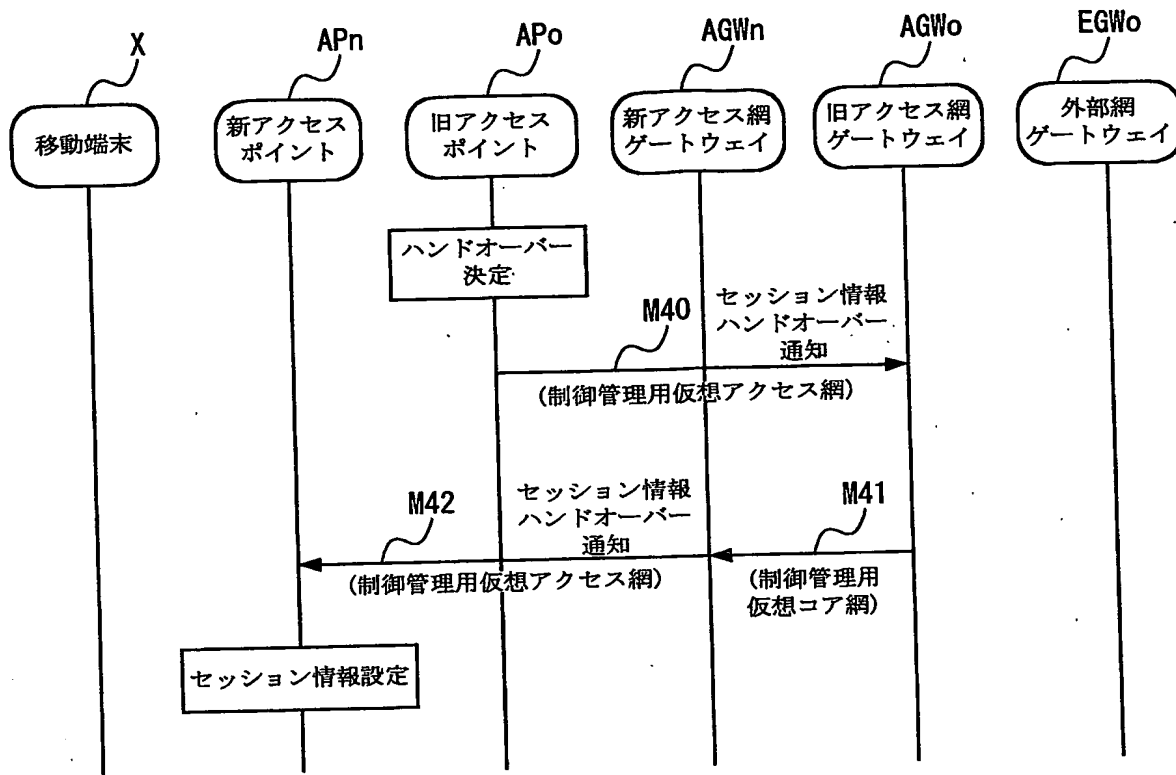 X
APn
APo
AGWn
AGWo
EGWo
移動端末
新アクセス
ポイント
旧アクセス
ポイント
新アクセス網
ゲートウェイ
旧アクセス網
ゲートウェイ
外部網
ゲートウェイ
ハンドオーバー
決定
M40
セッション情報
ハンドオーバー
通知
(制御管理用仮想アクセス網)
M42
セッション情報
ハンドオーバー
通知
M41
(制御管理用仮想アクセス網)
(制御管理用
仮想コア網)
セッション情報設定